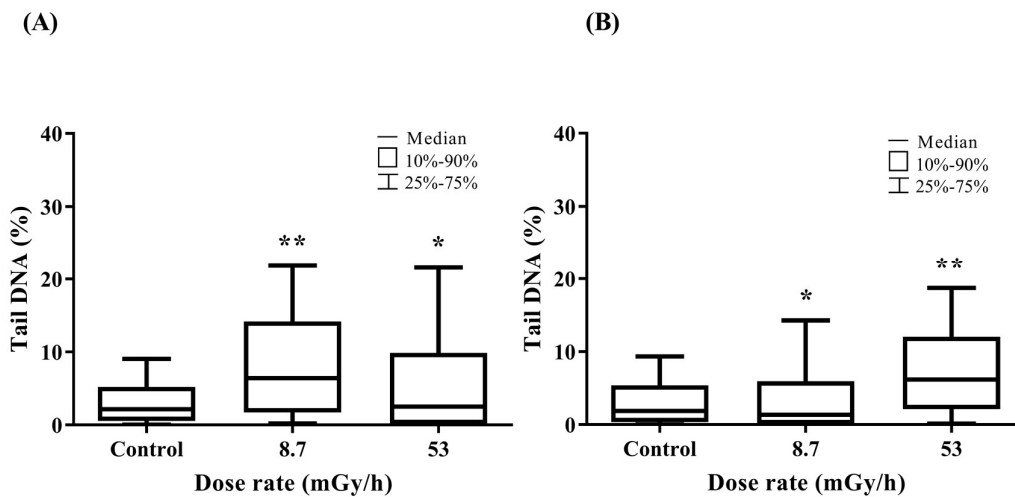 (A)
Tail DNA (%)
40
30
20
10
0
Median
10%-90%
25%-75%
**
*
Control
8.7
53
Dose rate (mGy/h)
(B)
Tail DNA (%)
40
30
20
10
0
Median
10%-90%
25%-75%
*
**
Control
8.7
53
Dose rate (mGy/h)